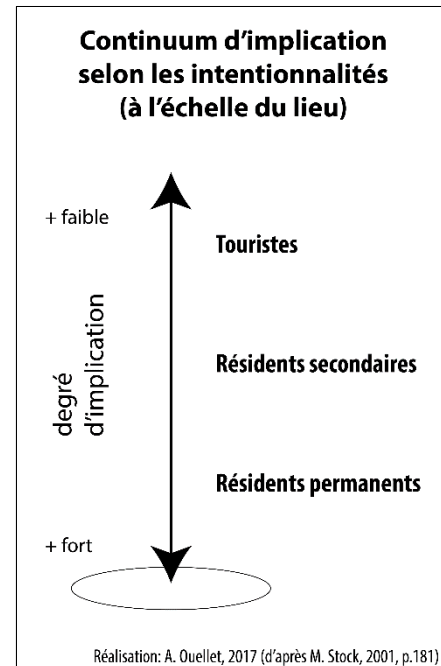 Continuum d'implication
selon les intentionnalités
(à l'échelle du lieu)
+ faible
Touristes
degré
d'implication
Résidents secondaires
Résidents permanents
+ fort
Réalisation: A. Ouellet, 2017 (d'après M. Stock, 2001, p.181)